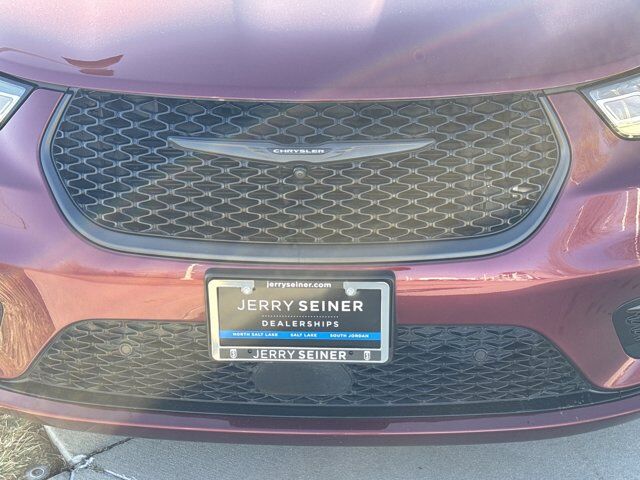 CHRYSLER
jerryseiner.com
JERRY SEINER
DEALERSHIPS
NORTH SALT LAKE SALT LAKE SOUTH JORDAN
JERRY SEINER